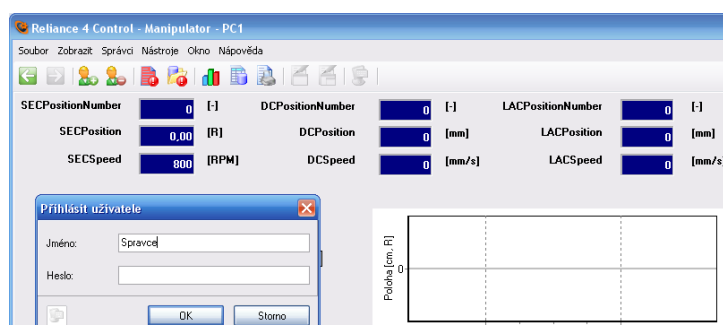 Reliance 4 Control - Manipulator - PC1
Soubor Zobrazit Správci Nástroje Okno Nápověda
SECPositionNumber 0 [-] DCPositionNumber 0 [-] LACPositionNumber 0 [-]
SECPosition 0,00 [R] DCPosition 0 [mm] LACPosition 0 [mm]
SECSpeed 800 [RPM] DCSpeed 0 [mm/s] LACSpeed 0 [mm/s
Přihlásit uživatele
Jméno: Spravce
Heslo:
OK Storno
Poloha [cm, R]
0